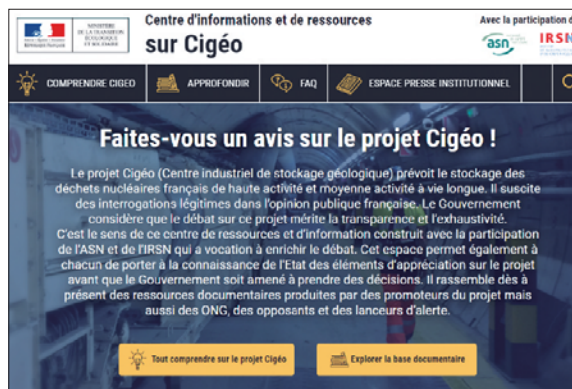 MINISTÈRE
DE LA TRANSITION
ÉCOLOGIQUE
ET SOLIDAIRE
Centre d'informations et de ressources
sur Cigéo
Avec la participation d
asn
IRSN
COMPRENDRE CIGEO
APPROFONDIR
FAQ
ESPACE PRESSE INSTITUTIONNEL
Faites-vous un avis sur le projet Cigéo !
Le projet Cigéo (Centre industriel de stockage géologique) prévoit le stockage des
déchets nucléaires français de haute activité et moyenne activité à vie longue. Il suscite
des interrogations légitimes dans l'opinion publique française. Le Gouvernement
considère que le débat sur ce projet mérite la transparence et l'exhaustivité.
C'est le sens de ce centre de ressources et d'information construit avec la participation
de l'ASN et de l'IRSN qui a vocation à enrichir le débat. Cet espace permet également à
chacun de porter à la connaissance de l'Etat des éléments d'appréciation sur le projet
avant que le Gouvernement soit amené à prendre des décisions. Il rassemble dès à
présent des ressources documentaires produites par des promoteurs du projet mais
aussi des ONG, des opposants et des lanceurs d'alerte.
Tout comprendre sur le projet Cigéo
Explorer la base documentaire